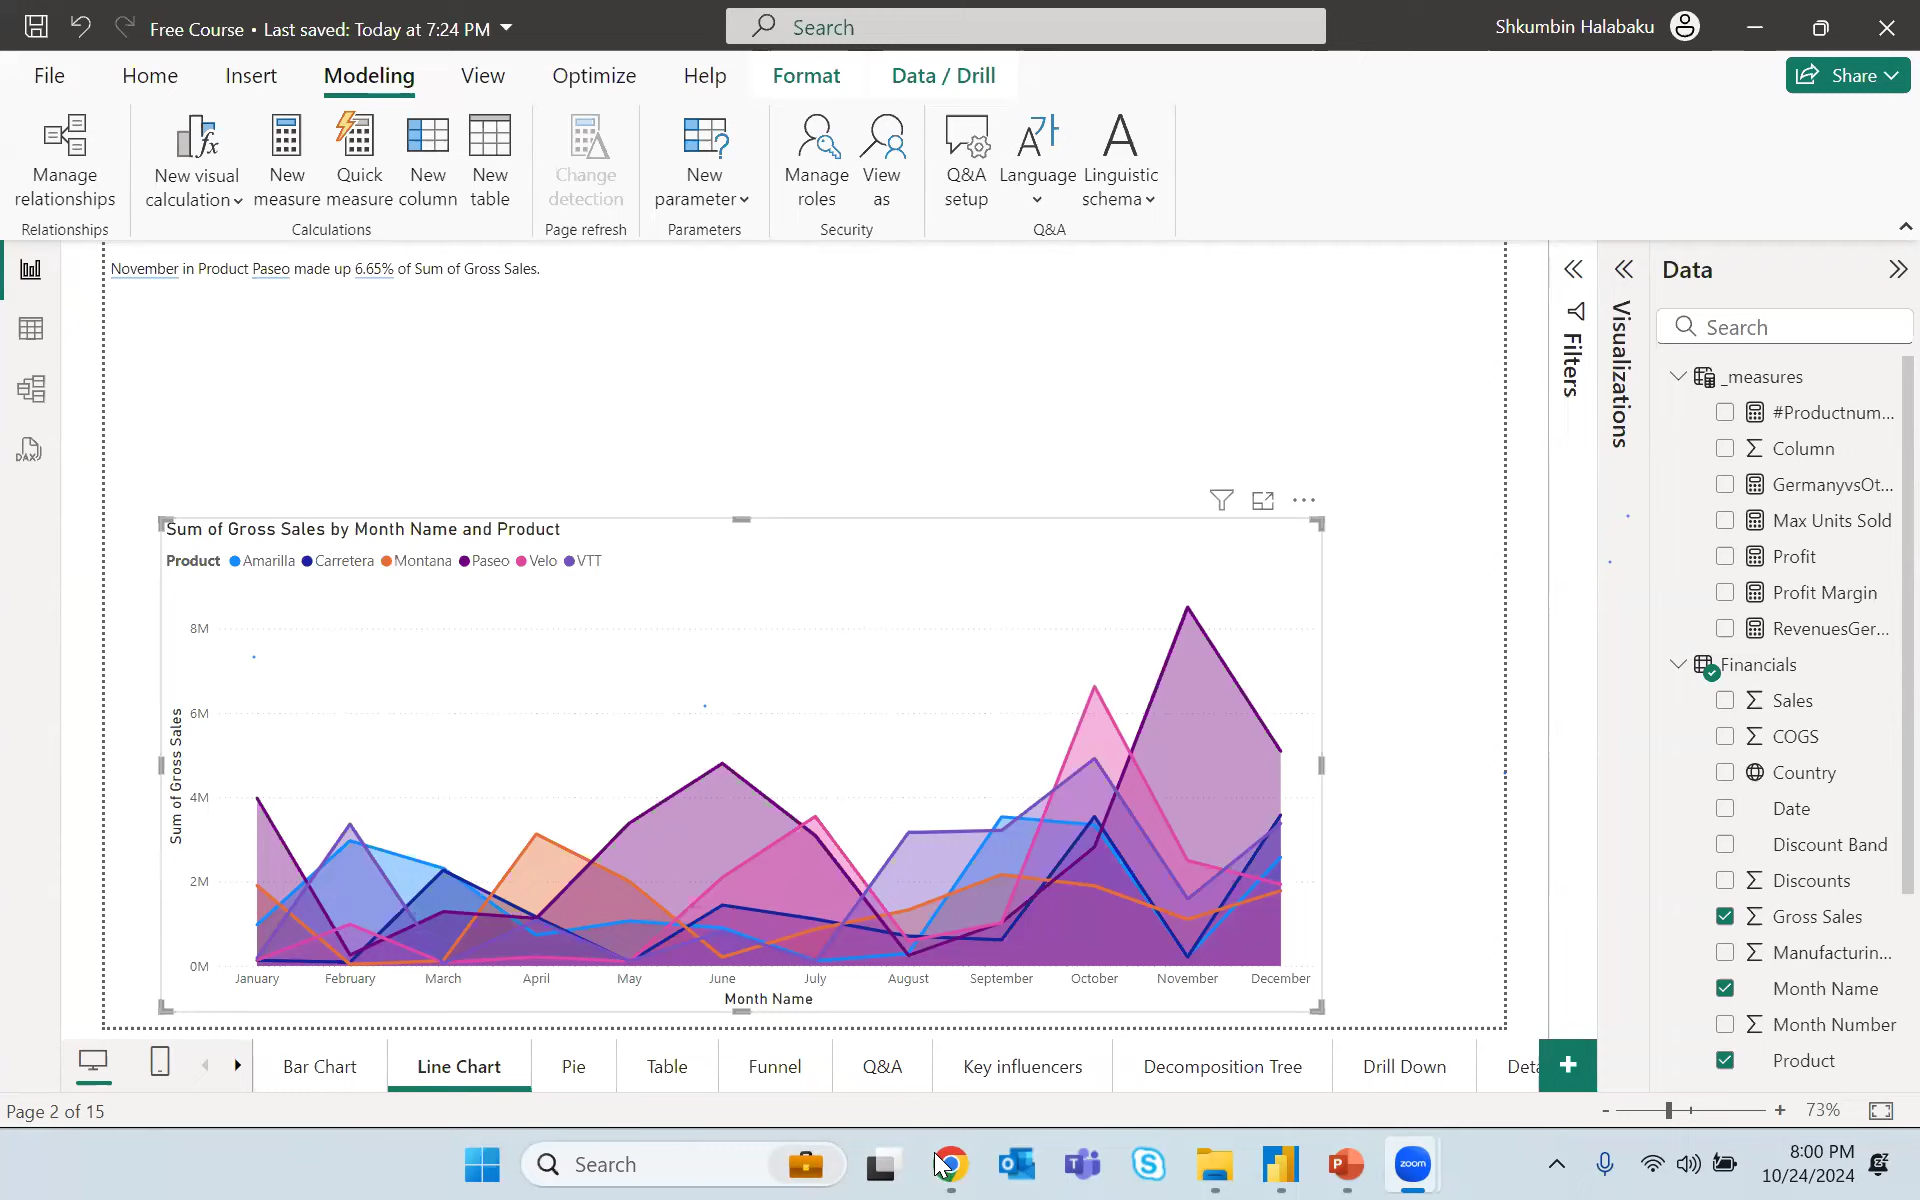 Free Course • Last saved: Today at 7:24 PM
Search
Shkumbin Halabaku
File
Home
Insert
Modeling
View
Optimize
Help
Format
Data / Drill
Share
Manage relationships
New visual calculation
New measure
Quick measure
New column
New table
Change detection
New parameter
Manage roles
View as
Q&A setup
Language
Linguistic schema
Relationships
Calculations
Page refresh
Parameters
Security
Q&A
DAX
November in Product Paseo made up 6.65% of Sum of Gross Sales.
Sum of Gross Sales by Month Name and Product
Product Amarilla Carretera Montana Paseo Velo VTT
Sum of Gross Sales
8M
6M
4M
2M
0M
January February March April May June July August September October November December
Month Name
Filters
Visualizations
Data
Search
_measures
#Productnum...
Column
GermanyvsOt...
Max Units Sold
Profit
Profit Margin
RevenuesGer...
Financials
Sales
COGS
Country
Date
Discount Band
Discounts
Gross Sales
Manufacturin...
Month Name
Month Number
Product
Bar Chart
Line Chart
Pie
Table
Funnel
Q&A
Key influencers
Decomposition Tree
Drill Down
Deta
Page 2 of 15
73%
Search
zoom
8:00 PM
10/24/2024